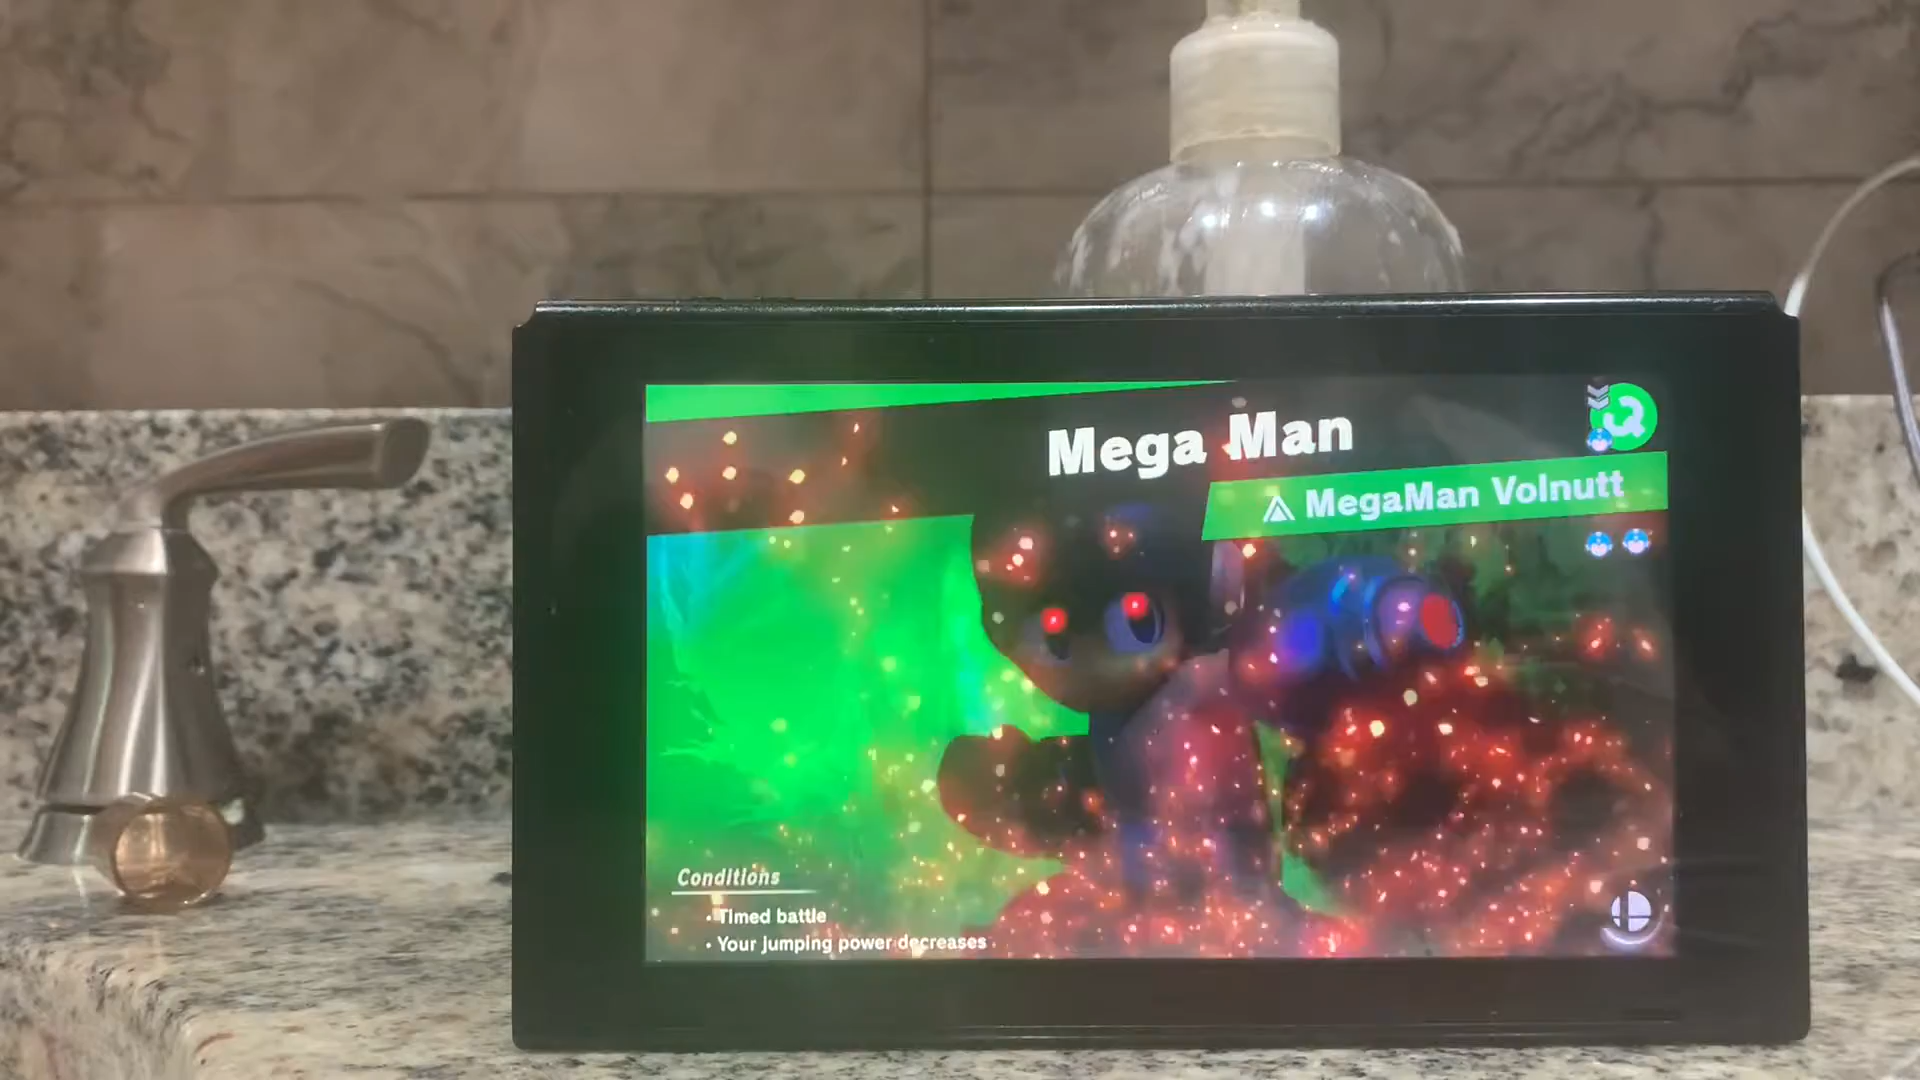 Mega Man
MegaMan Volnutt
Conditions
• Timed battle
• Your jumping power decreases